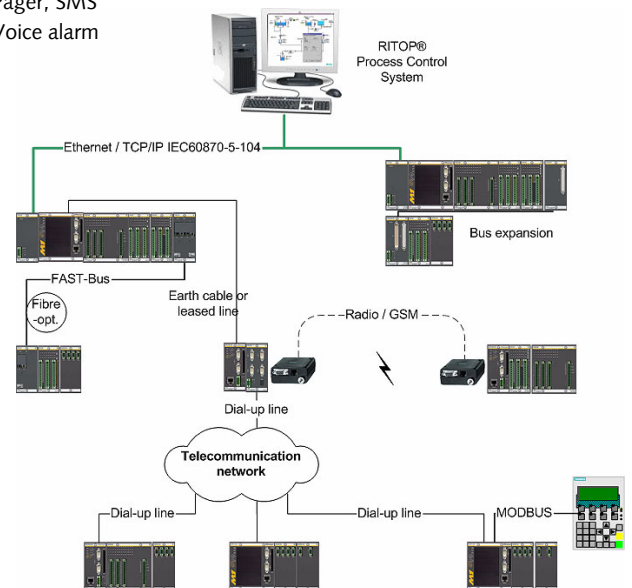 Pager, SMS
Voice alarm
RITOP®
Process Control
System
Ethernet / TCP/IP IEC60870-5-104
Bus expansion
FAST-Bus
Fibre
-opt.
Earth cable or
leased line
Radio / GSM
Dial-up line
Telecommunication
network
Dial-up line
Dial-up line
MODBUS